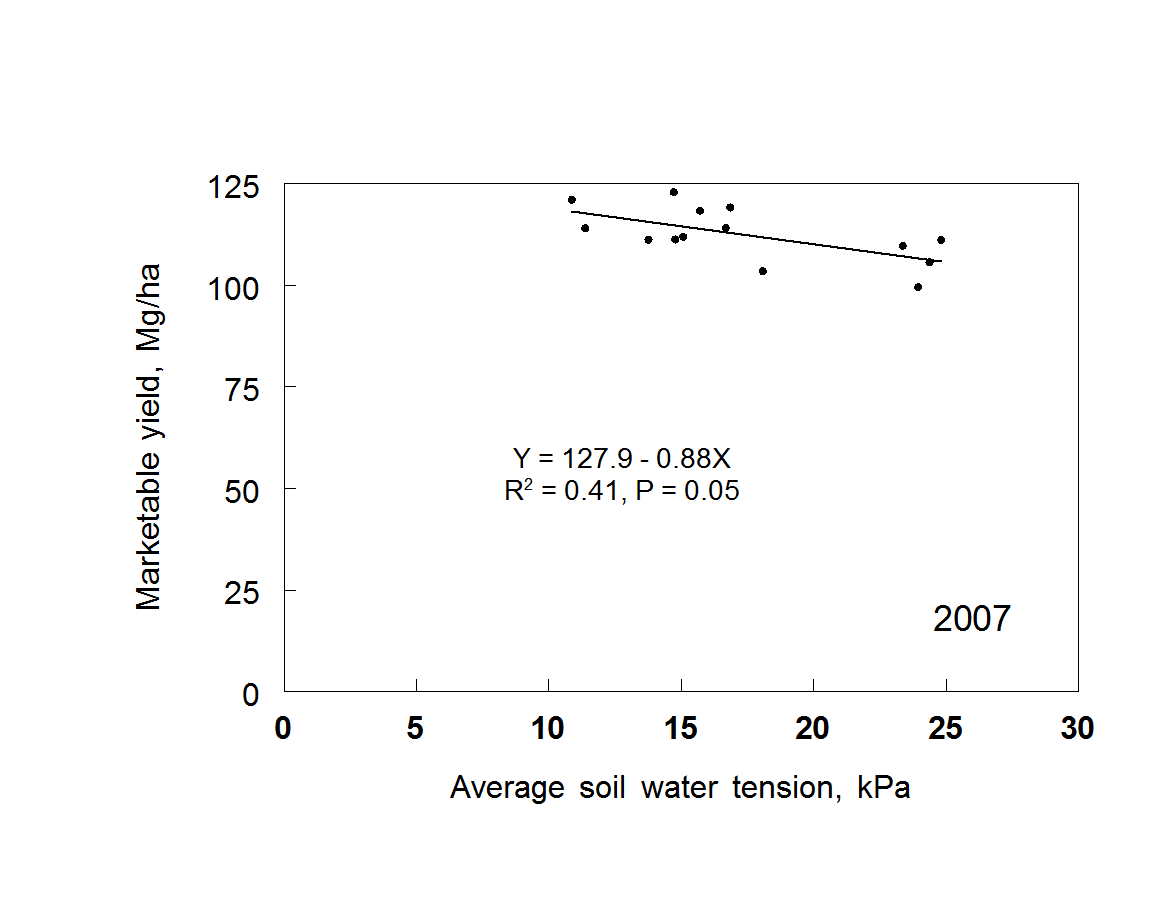 125
100
75
50
25
0
Marketable yield, Mg/ha
Y = 127.9 - 0.88X
R² = 0.41, P = 0.05
2007
0 5 10 15 20 25 30
Average soil water tension, kPa